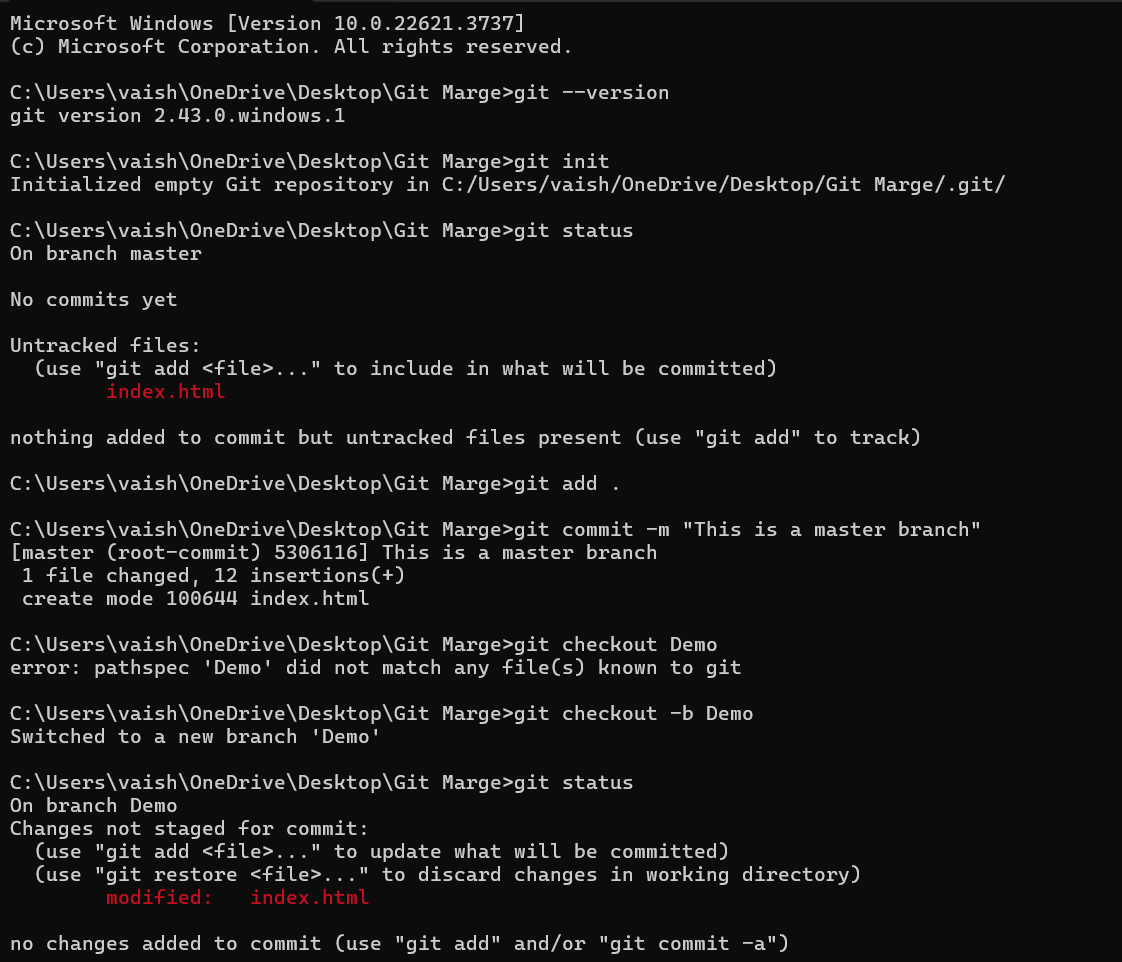 Microsoft Windows [Version 10.0.22621.3737]
(c) Microsoft Corporation. All rights reserved.
C:\Users\vaish\OneDrive\Desktop\Git Marge>git --version
git version 2.43.0.windows.1
C:\Users\vaish\OneDrive\Desktop\Git Marge>git init
Initialized empty Git repository in C:/Users/vaish/OneDrive/Desktop/Git Marge/.git/
C:\Users\vaish\OneDrive\Desktop\Git Marge>git status
On branch master
No commits yet
Untracked files:
  (use "git add <file>..." to include in what will be committed)
        index.html
nothing added to commit but untracked files present (use "git add" to track)
C:\Users\vaish\OneDrive\Desktop\Git Marge>git add .
C:\Users\vaish\OneDrive\Desktop\Git Marge>git commit -m "This is a master branch"
[master (root-commit) 5306116] This is a master branch
 1 file changed, 12 insertions(+)
 create mode 100644 index.html
C:\Users\vaish\OneDrive\Desktop\Git Marge>git checkout Demo
error: pathspec 'Demo' did not match any file(s) known to git
C:\Users\vaish\OneDrive\Desktop\Git Marge>git checkout -b Demo
Switched to a new branch 'Demo'
C:\Users\vaish\OneDrive\Desktop\Git Marge>git status
On branch Demo
Changes not staged for commit:
  (use "git add <file>..." to update what will be committed)
  (use "git restore <file>..." to discard changes in working directory)
        modified:   index.html
no changes added to commit (use "git add" and/or "git commit -a")